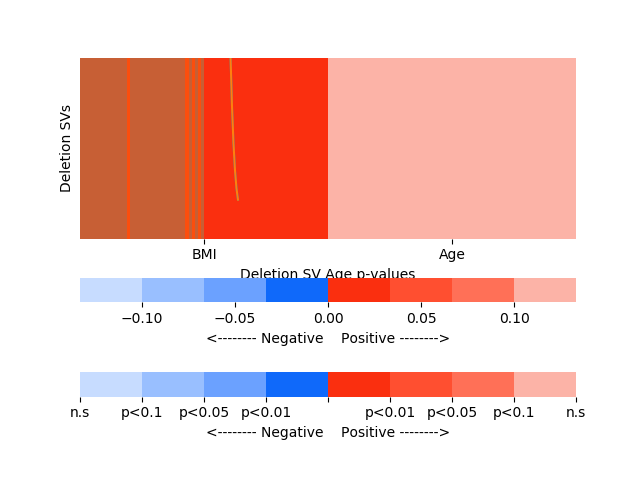 Deletion SVs
BMI Age
Deletion SV Age p-values
−0.10 −0.05 0.00 0.05 0.10
<-------- Negative    Positive -------->
n.s p<0.1 p<0.05 p<0.01 p<0.01 p<0.05 p<0.1 n.s
<-------- Negative    Positive -------->